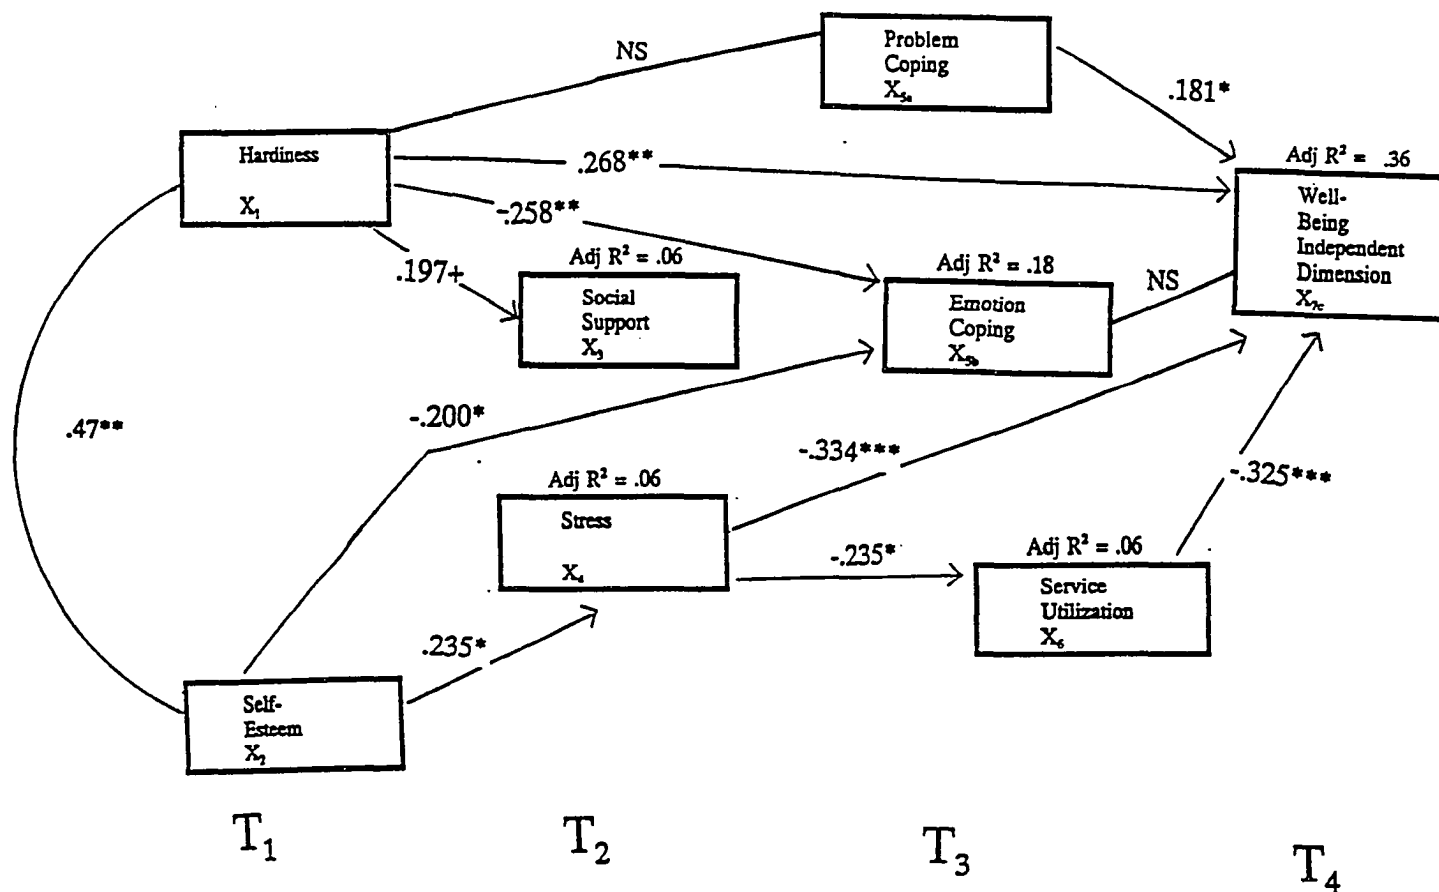 Problem
Coping
X₅ₐ
NS
.181*
Hardiness
X₁
.268**
Adj R² = .36
Well-
Being
Independent
Dimension
X₇c
-.258**
.197+
Adj R² = .06
Social
Support
X₃
Adj R² = .18
Emotion
Coping
X₅b
NS
.47**
-.200*
-.334***
-.325***
Adj R² = .06
Stress
X₄
-.235*
Adj R² = .06
Service
Utilization
X₆
.235*
Self-
Esteem
X₂
T₁
T₂
T₃
T₄